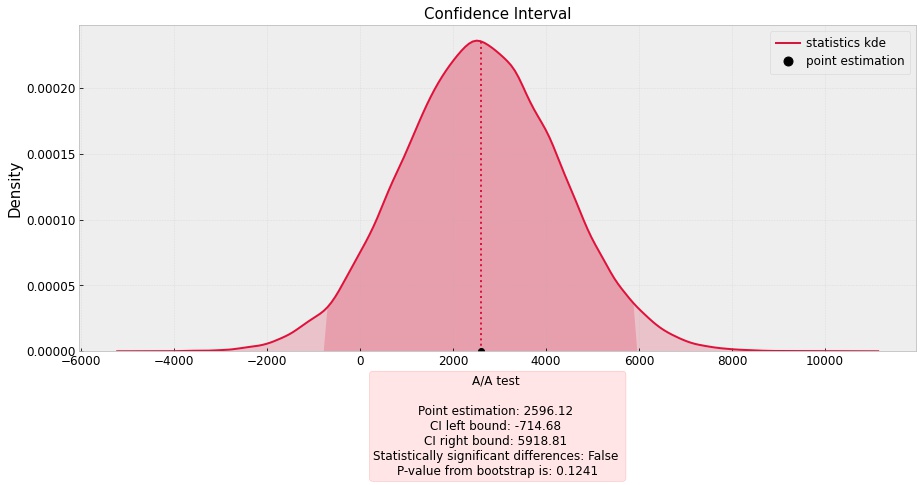 Confidence Interval
statistics kde
point estimation
Density
0.00020
0.00015
0.00010
0.00005
0.00000
−6000 −4000 −2000 0 2000 4000 6000 8000 10000
A/A test
Point estimation: 2596.12
CI left bound: -714.68
CI right bound: 5918.81
Statistically significant differences: False
P-value from bootstrap is: 0.1241